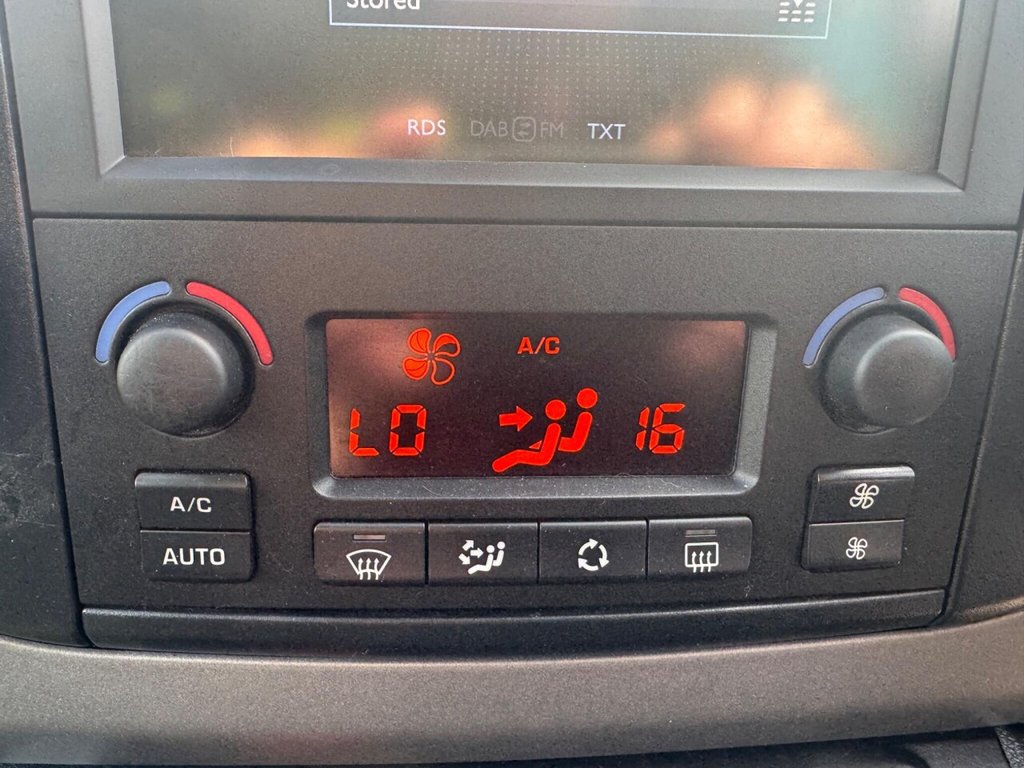 Stored
RDS DAB FM TXT
A/C
LO 16
A/C
AUTO